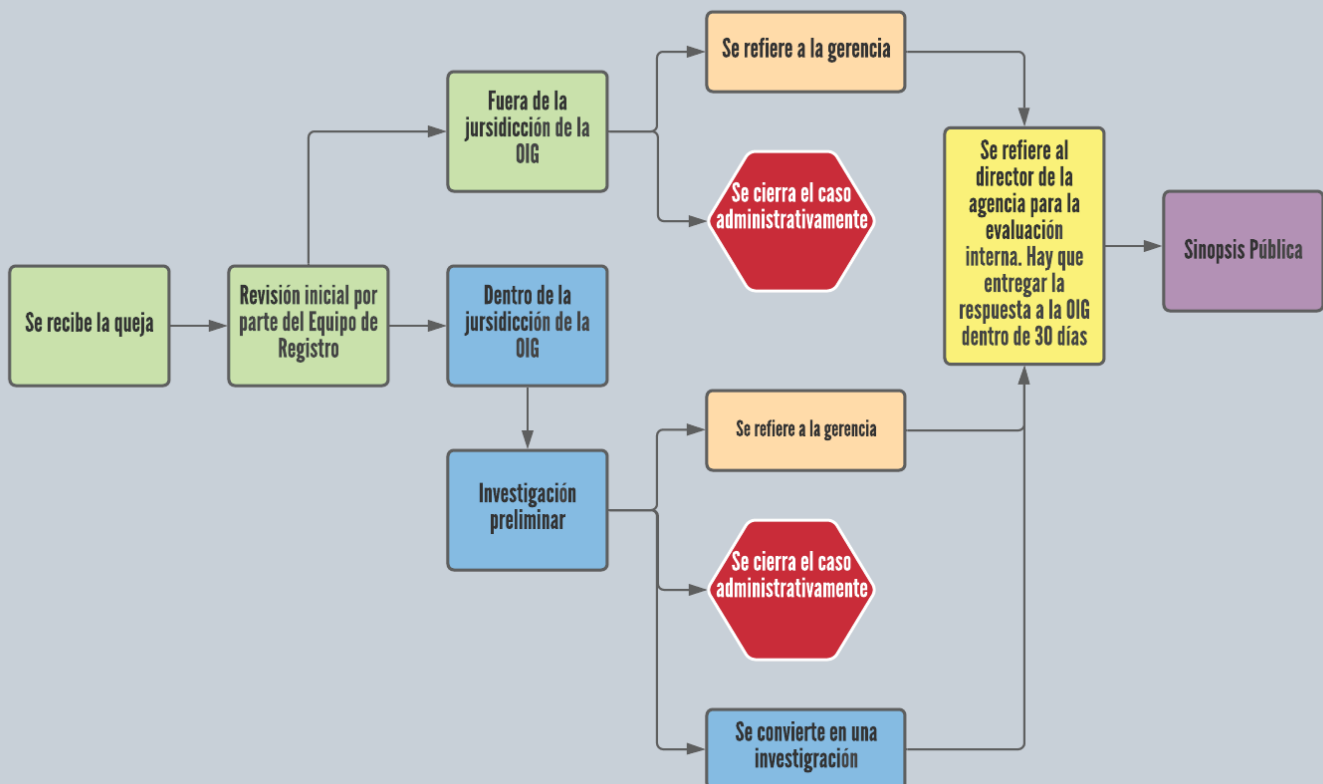 Se recibe la queja
Revisión inicial por
parte del Equipo de
Registro
Fuera de la
jursidicción de la
OIG
Se refiere a la gerencia
Se cierra el caso
administrativamente
Dentro de la
jursidicción de la
OIG
Investigación
preliminar
Se refiere a la gerencia
Se cierra el caso
administrativamente
Se convierte en una
investigración
Se refiere al
director de la
agencia para la
evaluación
interna. Hay que
entregar la
respuesta a la OIG
dentro de 30 días
Sinopsis Pública